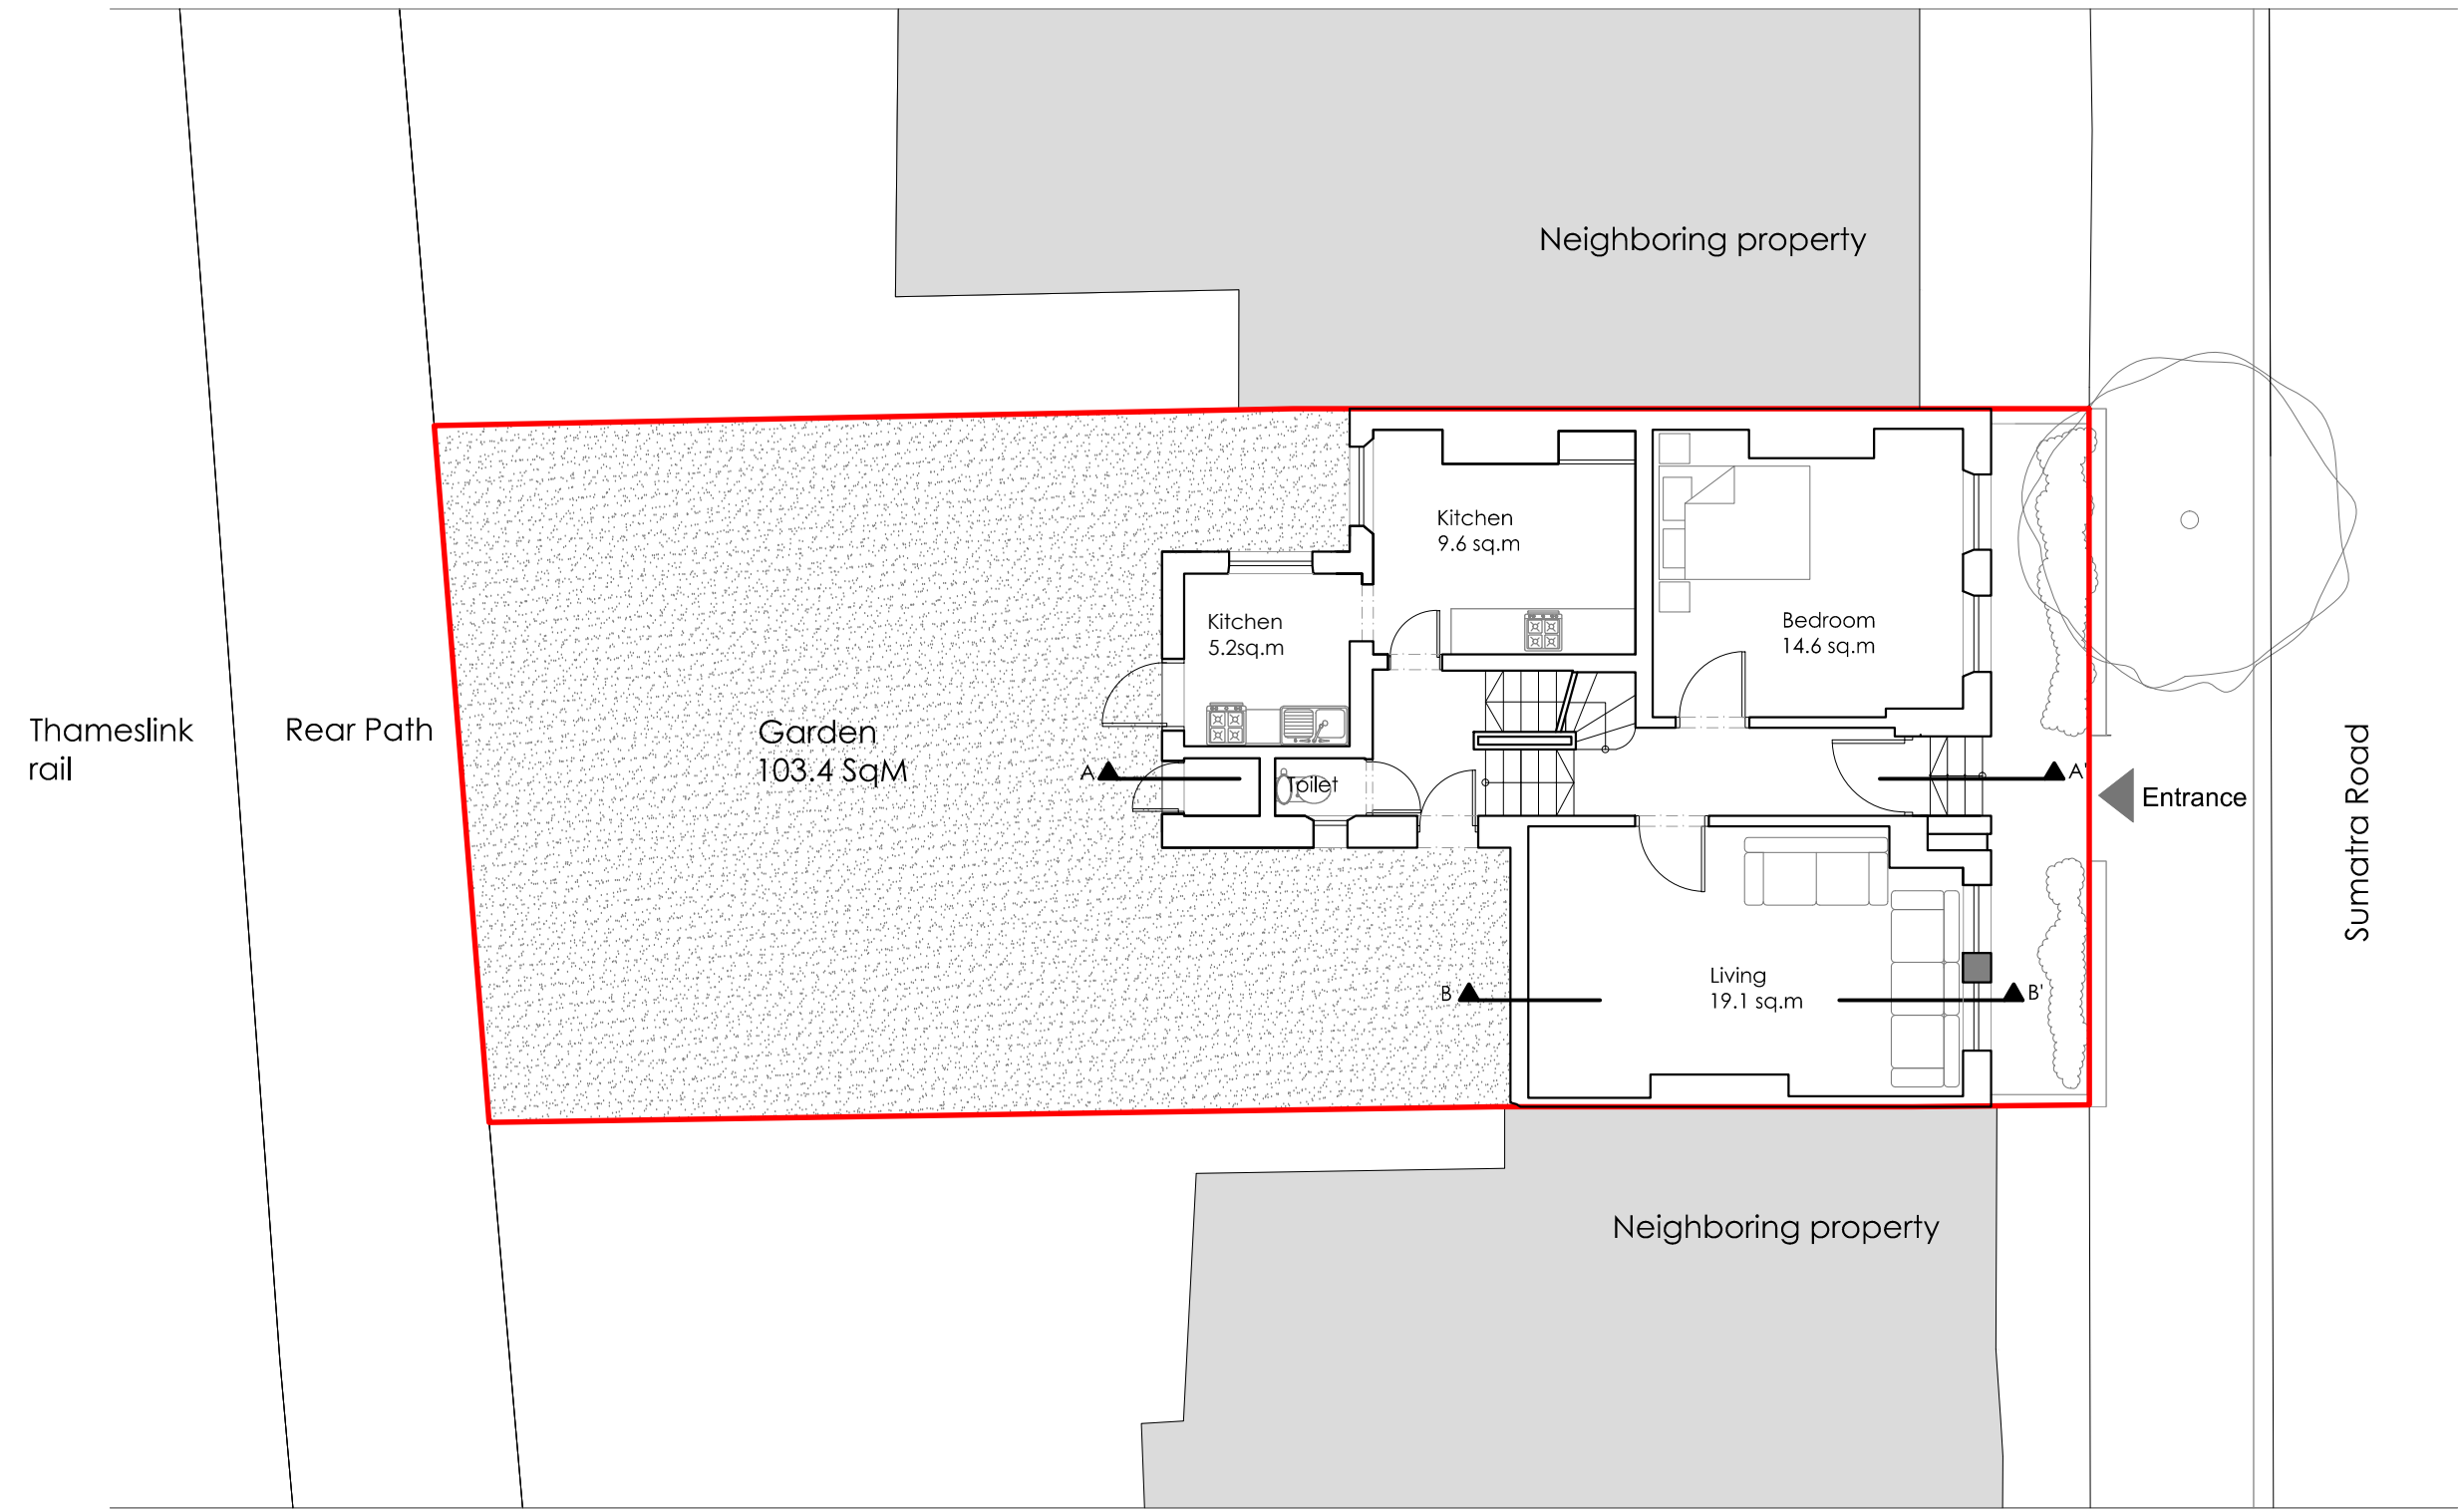 Neighboring property
Kitchen
9.6 sq.m
Kitchen
5.2sq.m
Bedroom
14.6 sq.m
Thameslink
rail
Rear Path
Garden
103.4 SqM
A
Toilet
A'
Entrance
Sumatra Road
Living
19.1 sq.m
B
B'
Neighboring property